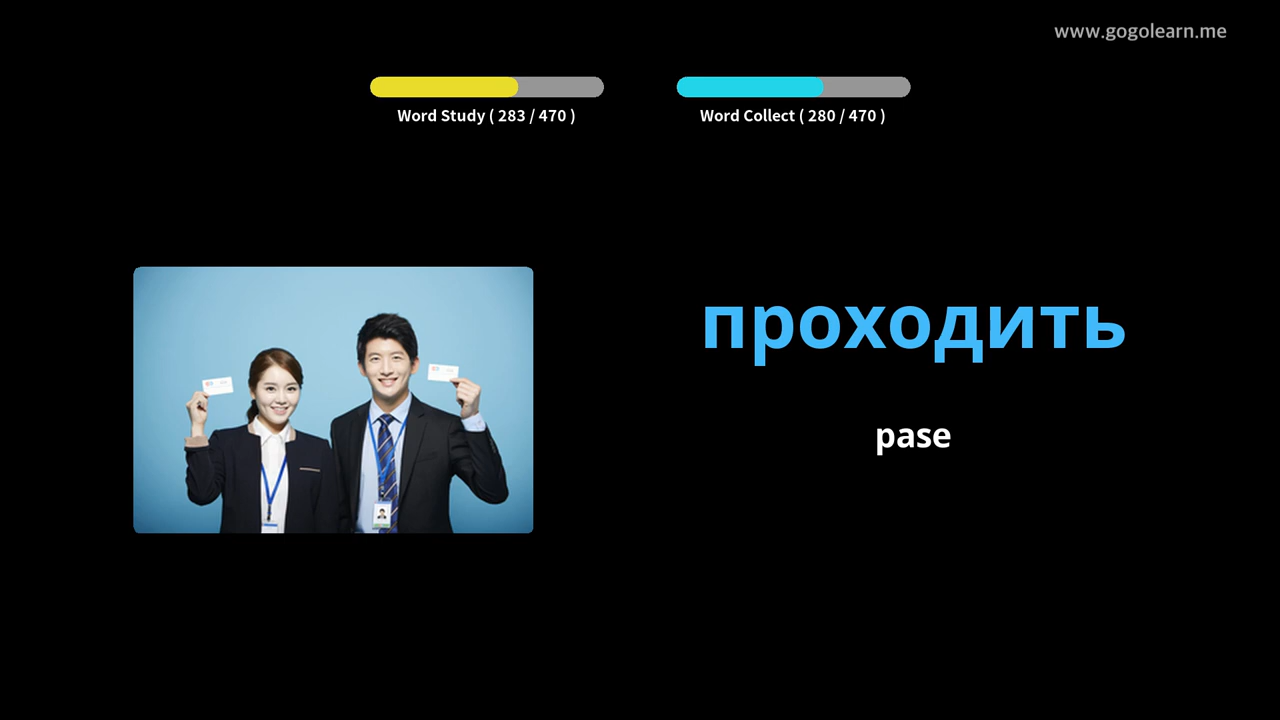 www.gogolearn.me
Word Study ( 283 / 470 )
Word Collect ( 280 / 470 )
проходить
pase